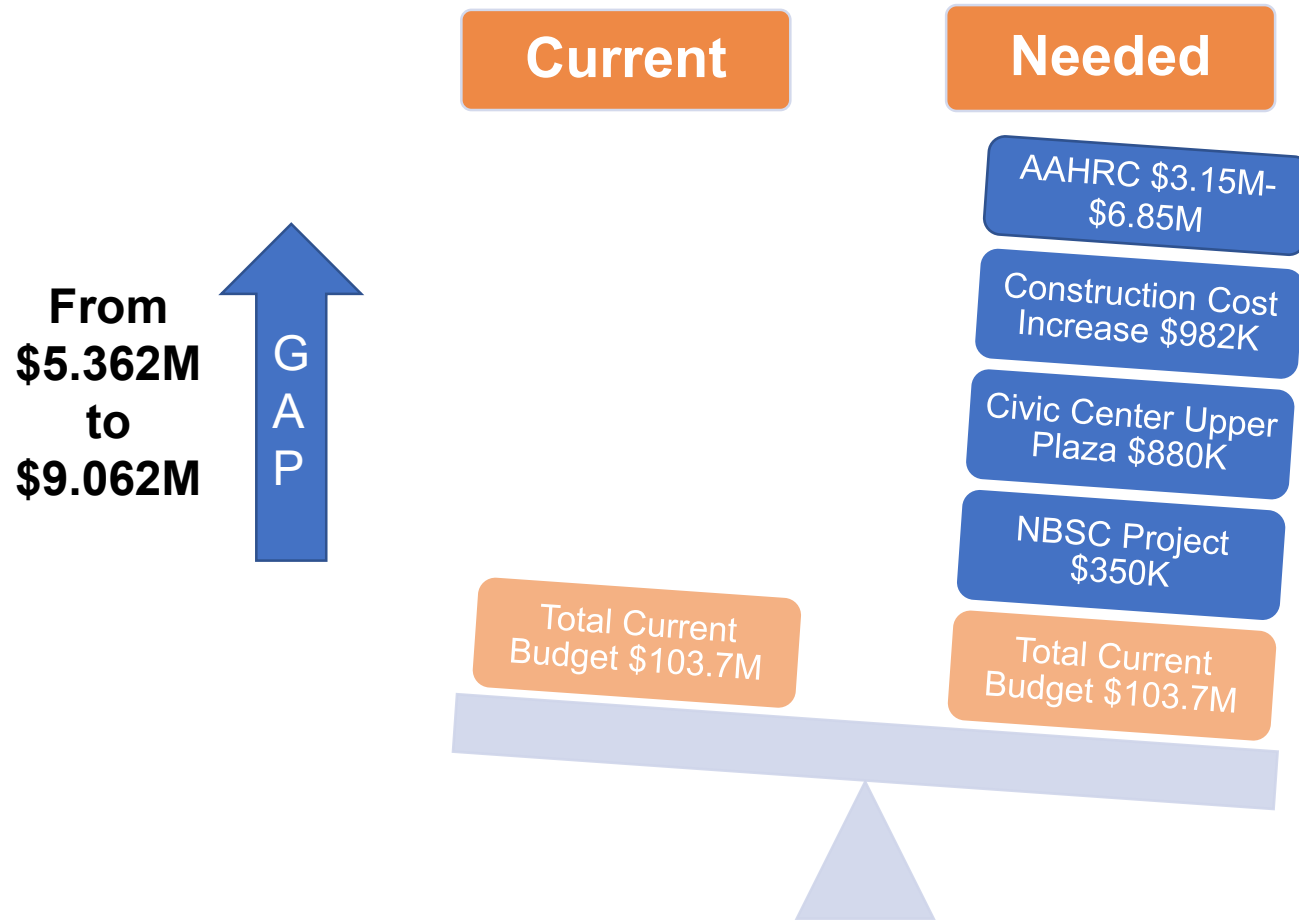 Current
Needed
AAHRC $3.15M-
$6.85M
Construction Cost
Increase $982K
Civic Center Upper
Plaza $880K
NBSC Project
$350K
Total Current
Budget $103.7M
From
$5.362M
to
$9.062M
G
A
P
Total Current
Budget $103.7M